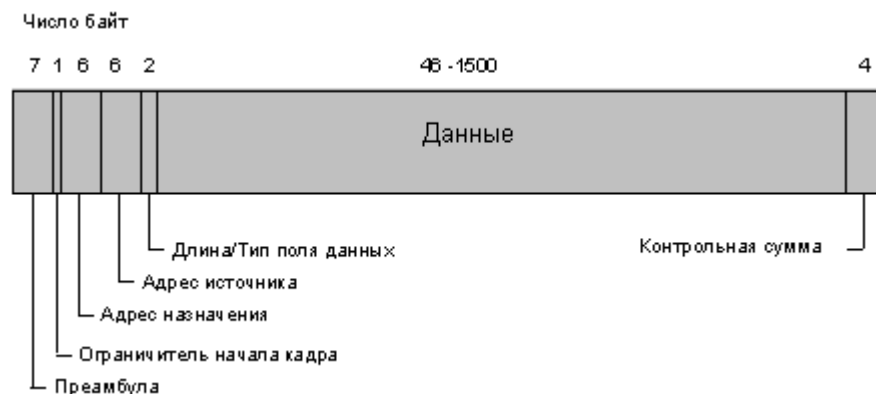 Число байт
7 1 6 6 2 46 -1500 4
Данные
Длина/Тип поля данных Контрольная сумма
Адрес источника
Адрес назначения
Ограничитель начала кадра
Преамбула